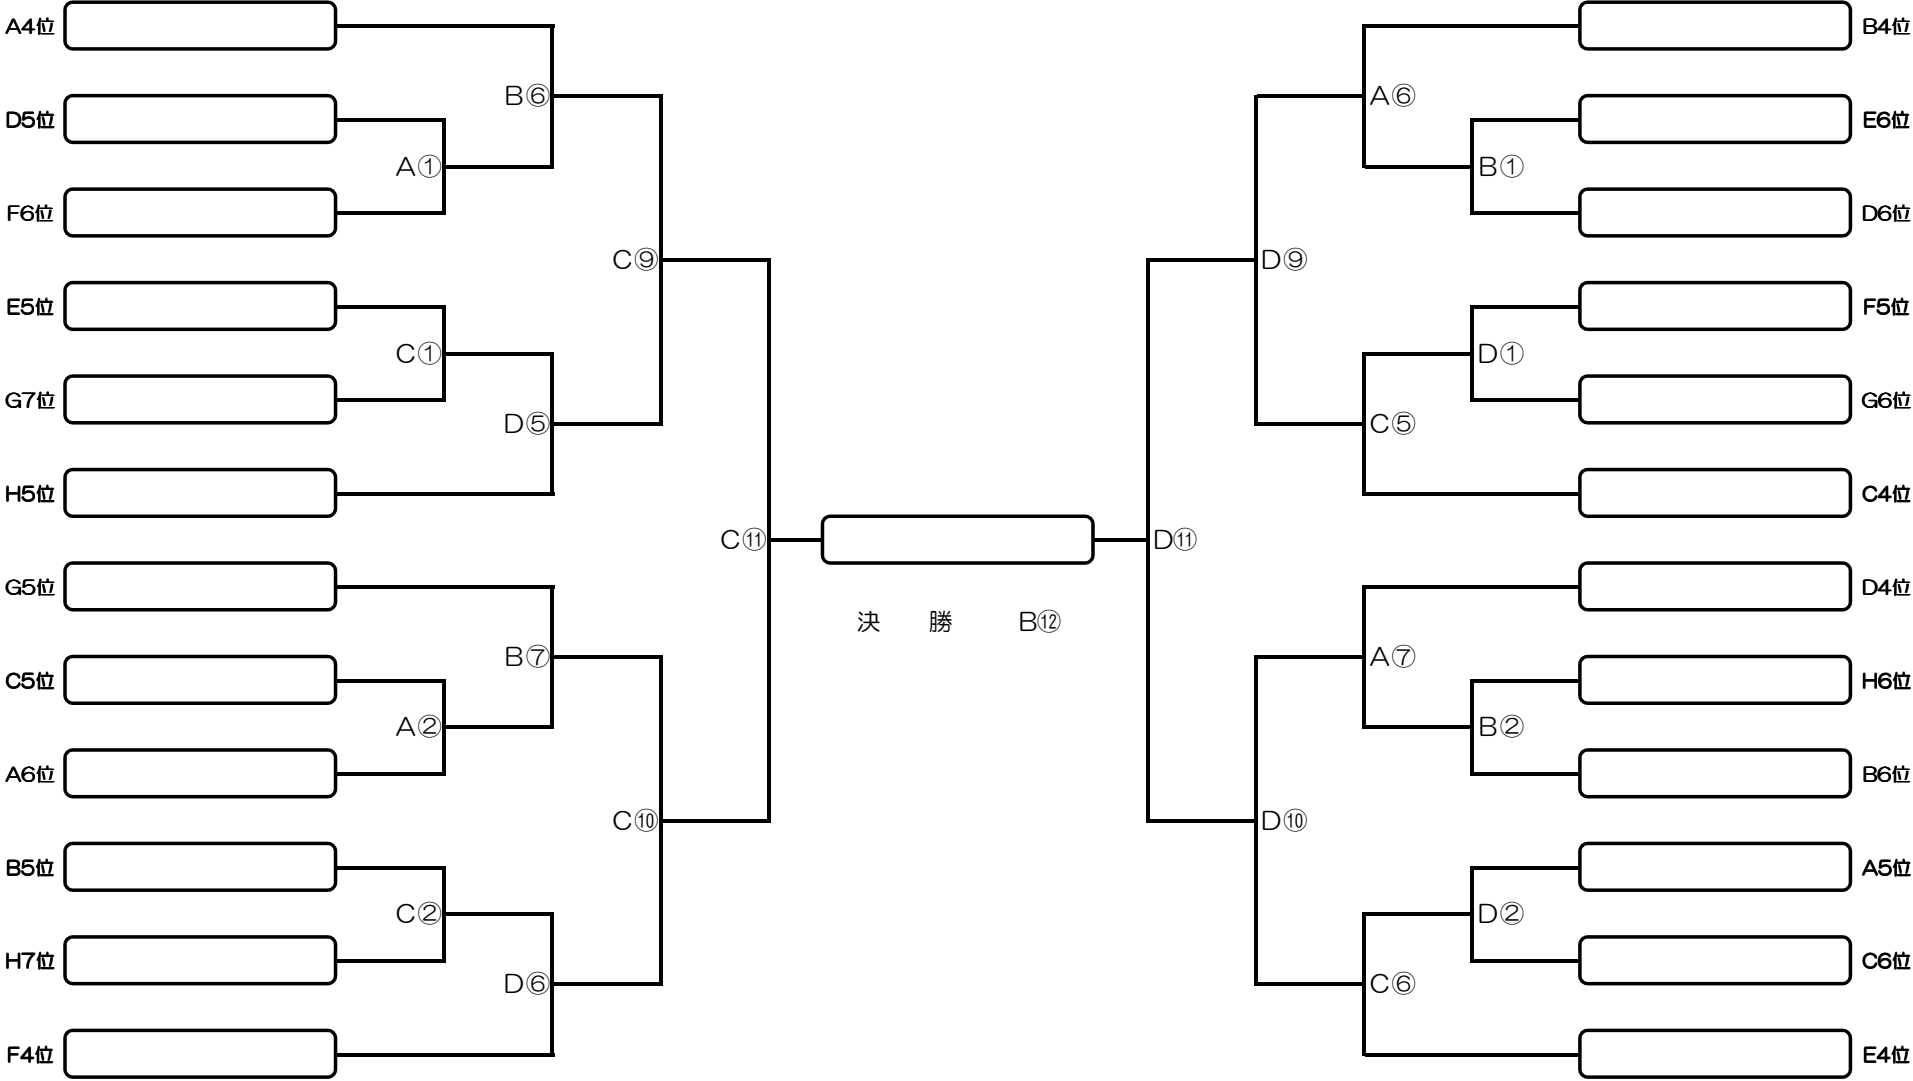 A4位 B4位
B⑥ A⑥
D5位 E6位
A① B①
F6位 D6位
C⑨ D⑨
E5位 F5位
C① D①
G7位 G6位
D⑤ C⑤
H5位 C4位
C⑪ D⑪
G5位 D4位
決 勝 B⑫
B⑦ A⑦
C5位 H6位
A② B②
A6位 B6位
C⑩ D⑩
B5位 A5位
C② D②
H7位 C6位
D⑥ C⑥
F4位 E4位